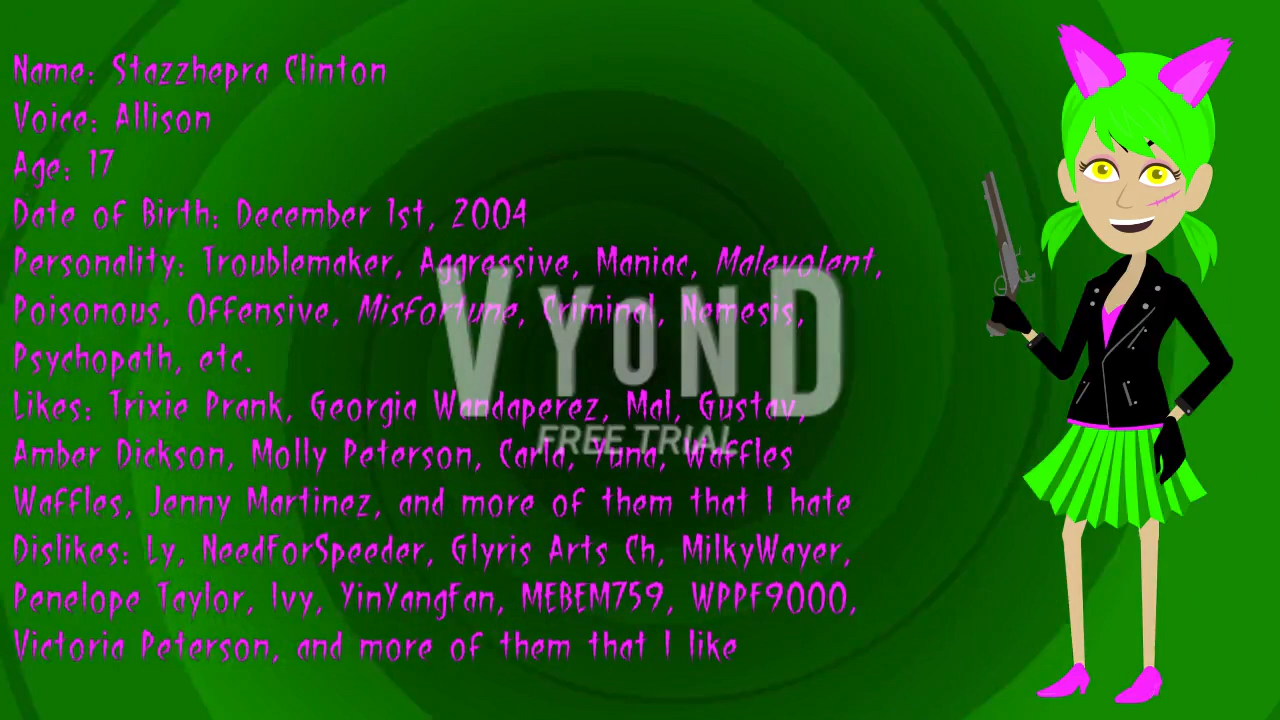 Name: Stazzhepra Clinton
Voice: Allison
Age: 17
Date of Birth: December 1st, 2004
Personality: Troublemaker, Aggressive, Maniac, Malevolent,
Poisonous, Offensive, Misfortune, Criminal, Nemesis,
Psychopath, etc.
Likes: Trixie Prank, Georgia Wandaperez, Mal, Gustav,
Amber Dickson, Molly Peterson, Carla, Yuna, Waffles
Waffles, Jenny Martinez, and more of them that I hate
Dislikes: Ly, NeedForSpeeder, Glyris Arts Ch, MilkyWayer,
Penelope Taylor, Ivy, YinYangFan, MEBEM759, WPPF9000,
Victoria Peterson, and more of them that I like
VYOND
FREE TRIAL